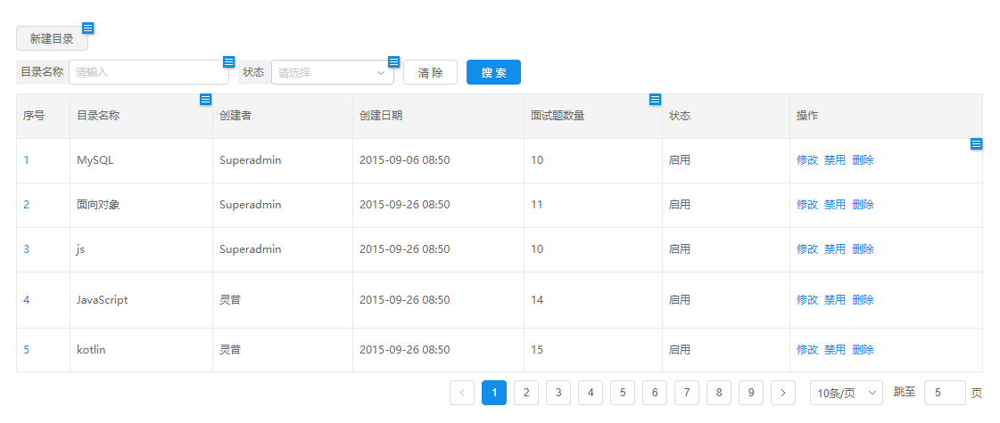 新建目录
目录名称 请输入 状态 请选择 清 除 搜 索
序号 目录名称 创建者 创建日期 面试题数量 状态 操作
1 MySQL Superadmin 2015-09-06 08:50 10 启用 修改 禁用 删除
2 面向对象 Superadmin 2015-09-26 08:50 11 启用 修改 禁用 删除
3 js Superadmin 2015-09-26 08:50 10 启用 修改 禁用 删除
4 JavaScript 灵昔 2015-09-26 08:50 14 启用 修改 禁用 删除
5 kotlin 灵昔 2015-09-26 08:50 15 启用 修改 禁用 删除
1 2 3 4 5 6 7 8 9 10条/页 跳至 5 页